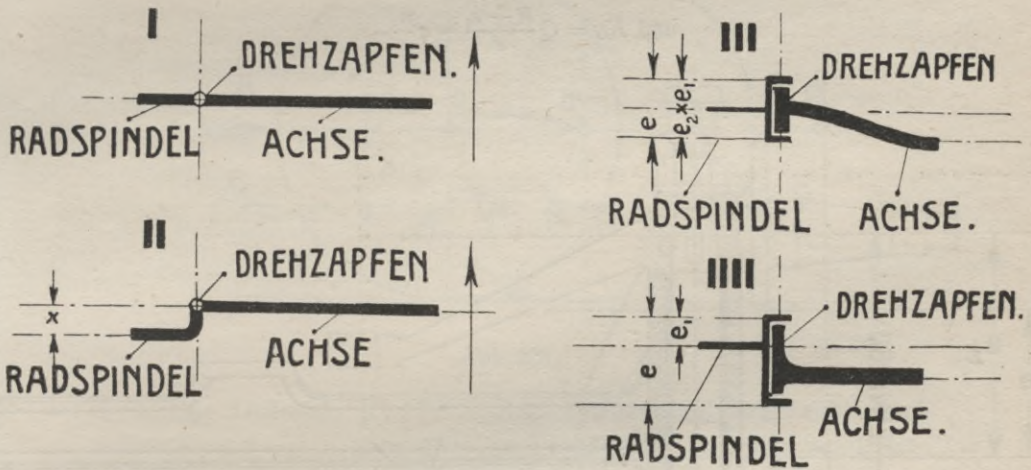 I
DREHZAPFEN.
RADSPINDEL
ACHSE.
II
DREHZAPFEN
x
RADSPINDEL
ACHSE
III
DREHZAPFEN
e
e₂ x e₁
RADSPINDEL
ACHSE.
IIII
DREHZAPFEN.
e₁
e
RADSPINDEL
ACHSE.